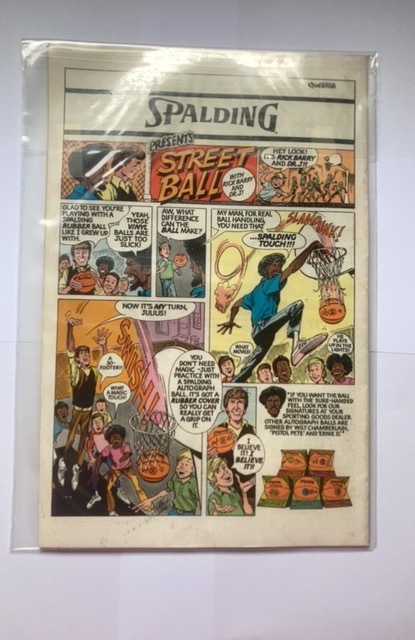 Questor
SPALDING
PRESENTS
STREET
BALL
WITH
RICK BARRY
AND
DR. J!
HEY LOOK!
IT'S RICK BARRY
AND DR.J!!
GLAD TO SEE YOU'RE
PLAYING WITH A
SPALDING
RUBBER BALL
LIKE I GREW UP
WITH.
YEAH,
THOSE
VINYL
BALLS ARE
JUST TOO
SLICK!
AW, WHAT
DIFFERENCE
CAN THE
BALL MAKE?
MY MAN, FOR REAL
BALL HANDLING,
YOU NEED THAT
...SPALDING
TOUCH!!!
SLAMDUNK!
WHAT
MOVES!
HE
PLAYS
UP IN THE
LIGHTS!
NOW IT'S MY TURN,
JULIUS!
SWISH!
A
30-
FOOTER!!
WHAT
A MAGIC
TOUCH!
YOU
DON'T NEED
MAGIC -JUST
PRACTICE WITH
A SPALDING
AUTOGRAPH
BALL. IT'S GOT A
RUBBER COVER
SO YOU CAN
REALLY GET
A GRIP ON
IT.
I
BELIEVE
IT! I
BELIEVE
IT!!
"IF YOU WANT THE BALL
WITH THE SURE-HANDED
FEEL, LOOK FOR OUR
SIGNATURES AT YOUR
SPORTING GOODS DEALER.
OTHER AUTOGRAPH BALLS ARE
SIGNED BY WILT CHAMBERLAIN,
"PISTOL PETE" AND "ERNIE D."